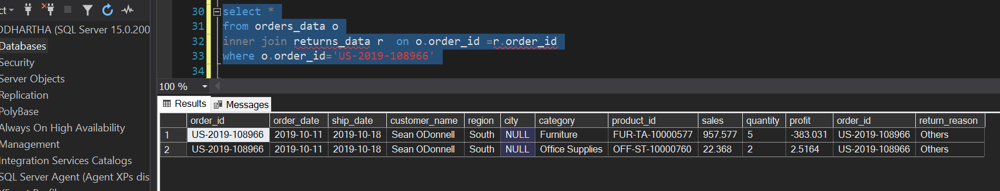 ct
DDHARTHA (SQL Server 15.0.200
Databases
Security
Server Objects
Replication
PolyBase
Always On High Availability
Management
Integration Services Catalogs
SQL Server Agent (Agent XPs dis
30 select *
31 from orders_data o
32 inner join returns_data r  on o.order_id =r.order_id
33 where o.order_id='US-2019-108966'
34
100 %
Results Messages
order_id order_date ship_date customer_name region city category product_id sales quantity profit order_id return_reason
1 US-2019-108966 2019-10-11 2019-10-18 Sean ODonnell South NULL Furniture FUR-TA-10000577 957.577 5 -383.031 US-2019-108966 Others
2 US-2019-108966 2019-10-11 2019-10-18 Sean ODonnell South NULL Office Supplies OFF-ST-10000760 22.368 2 2.5164 US-2019-108966 Others